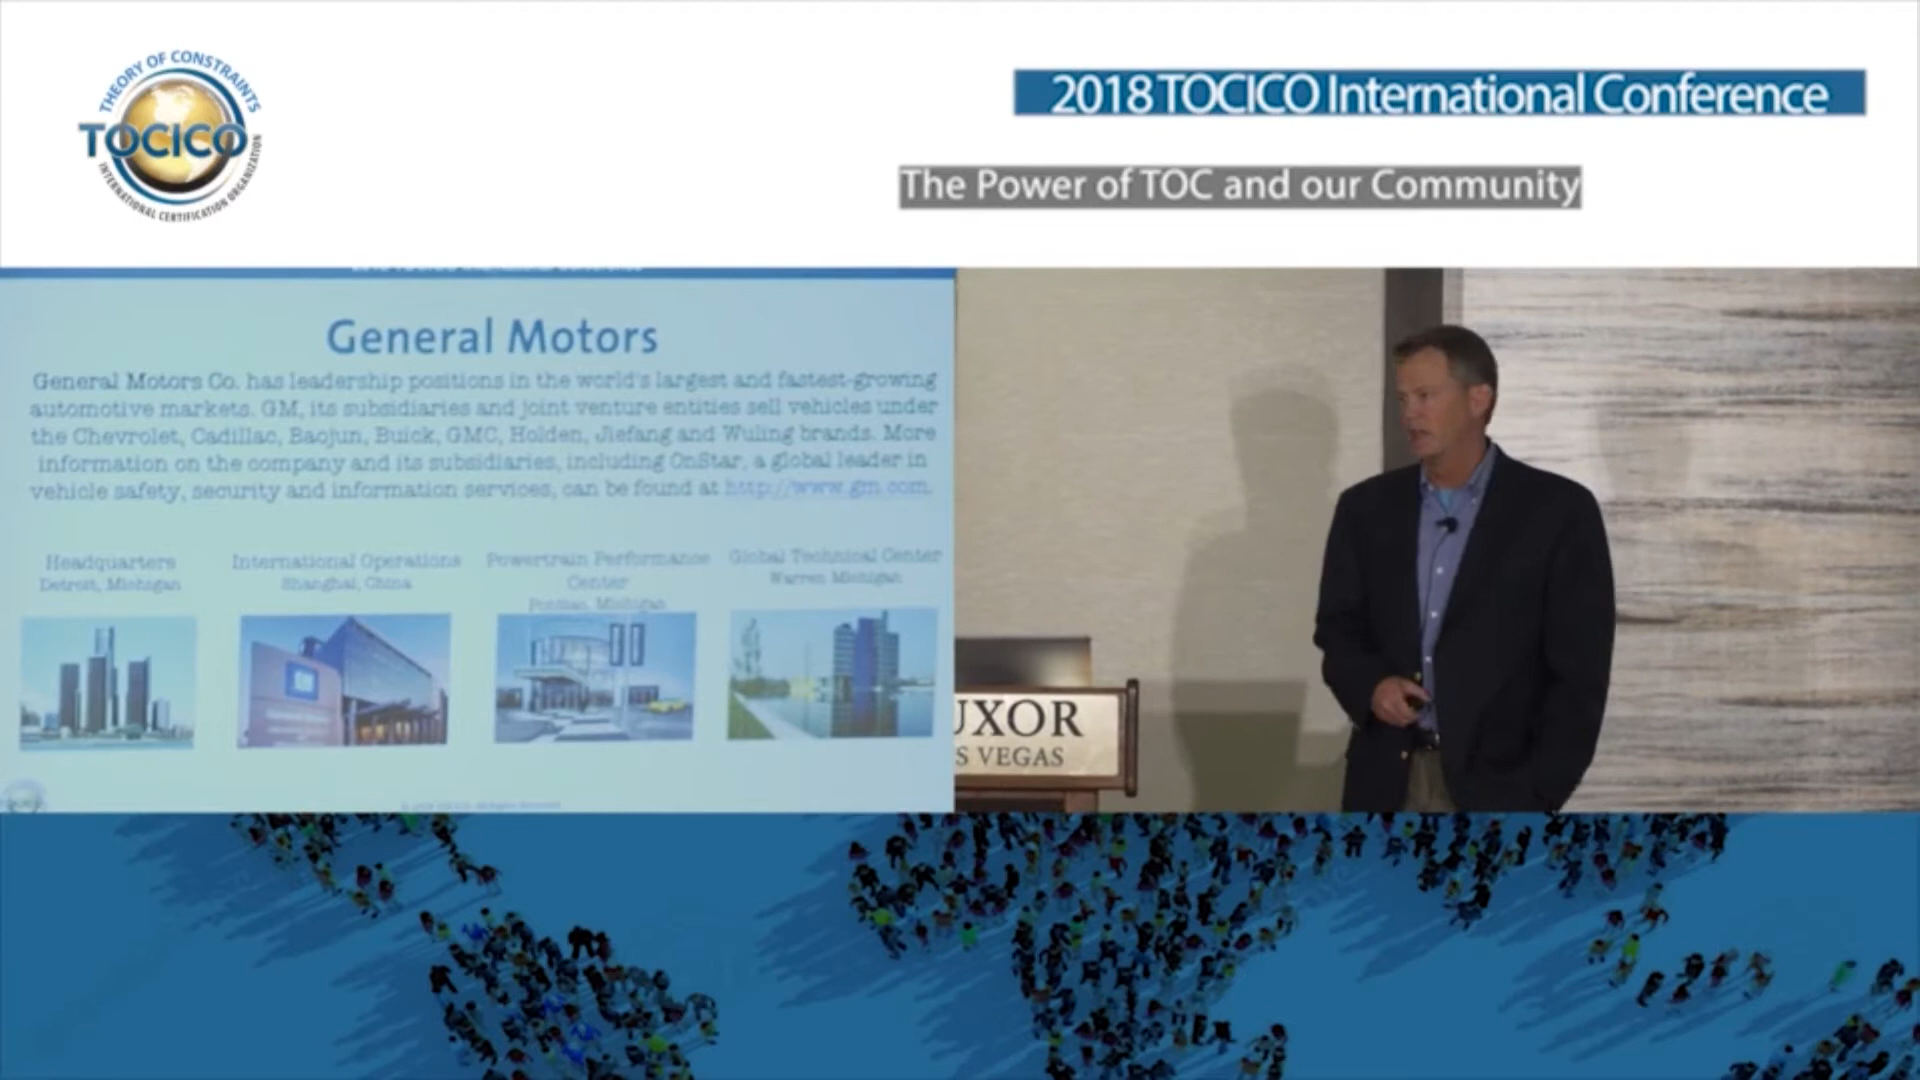 THEORY OF CONSTRAINTS
TOCICO
INTERNATIONAL CERTIFICATION ORGANIZATION
2018 TOCICO International Conference
The Power of TOC and our Community
General Motors
General Motors Co. has leadership positions in the world's largest and fastest-growing
automotive markets. GM, its subsidiaries and joint venture entities sell vehicles under
the Chevrolet, Cadillac, Baojun, Buick, GMC, Holden, Jiefang and Wuling brands. More
information on the company and its subsidiaries, including OnStar, a global leader in
vehicle safety, security and information services, can be found at http://www.gm.com.
Headquarters
Detroit, Michigan
International Operations
Shanghai, China
Powertrain Performance
Center
Pontiac, Michigan
Global Technical Center
Warren Michigan
UXOR
S VEGAS